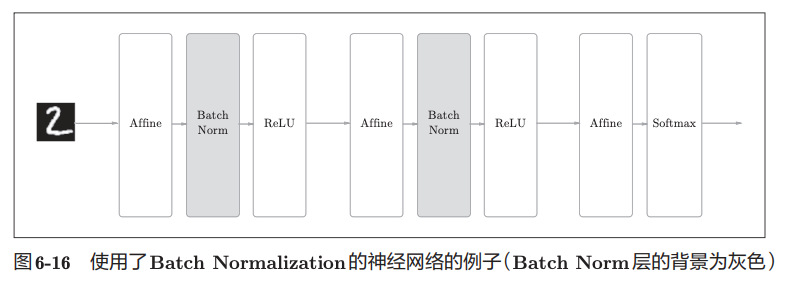 2
Affine
Batch
Norm
ReLU
Affine
Batch
Norm
ReLU
Affine
Softmax
图6-16 使用了Batch Normalization的神经网络的例子（Batch Norm层的背景为灰色）